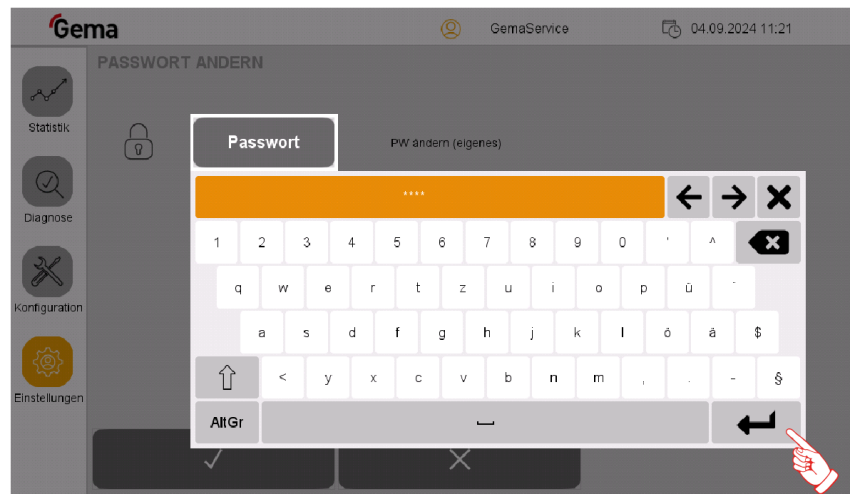 Gema GemaService 04.09.2024 11:21
PASSWORT ÄNDERN
Statistik
Passwort PW ändern (eigenes)
****
Diagnose
1 2 3 4 5 6 7 8 9 0 ' ^
q w e r t z u i o p ü ¨
Konfiguration
a s d f g h j k l ö ä $
< y x c v b n m , . - §
Einstellungen
AltGr